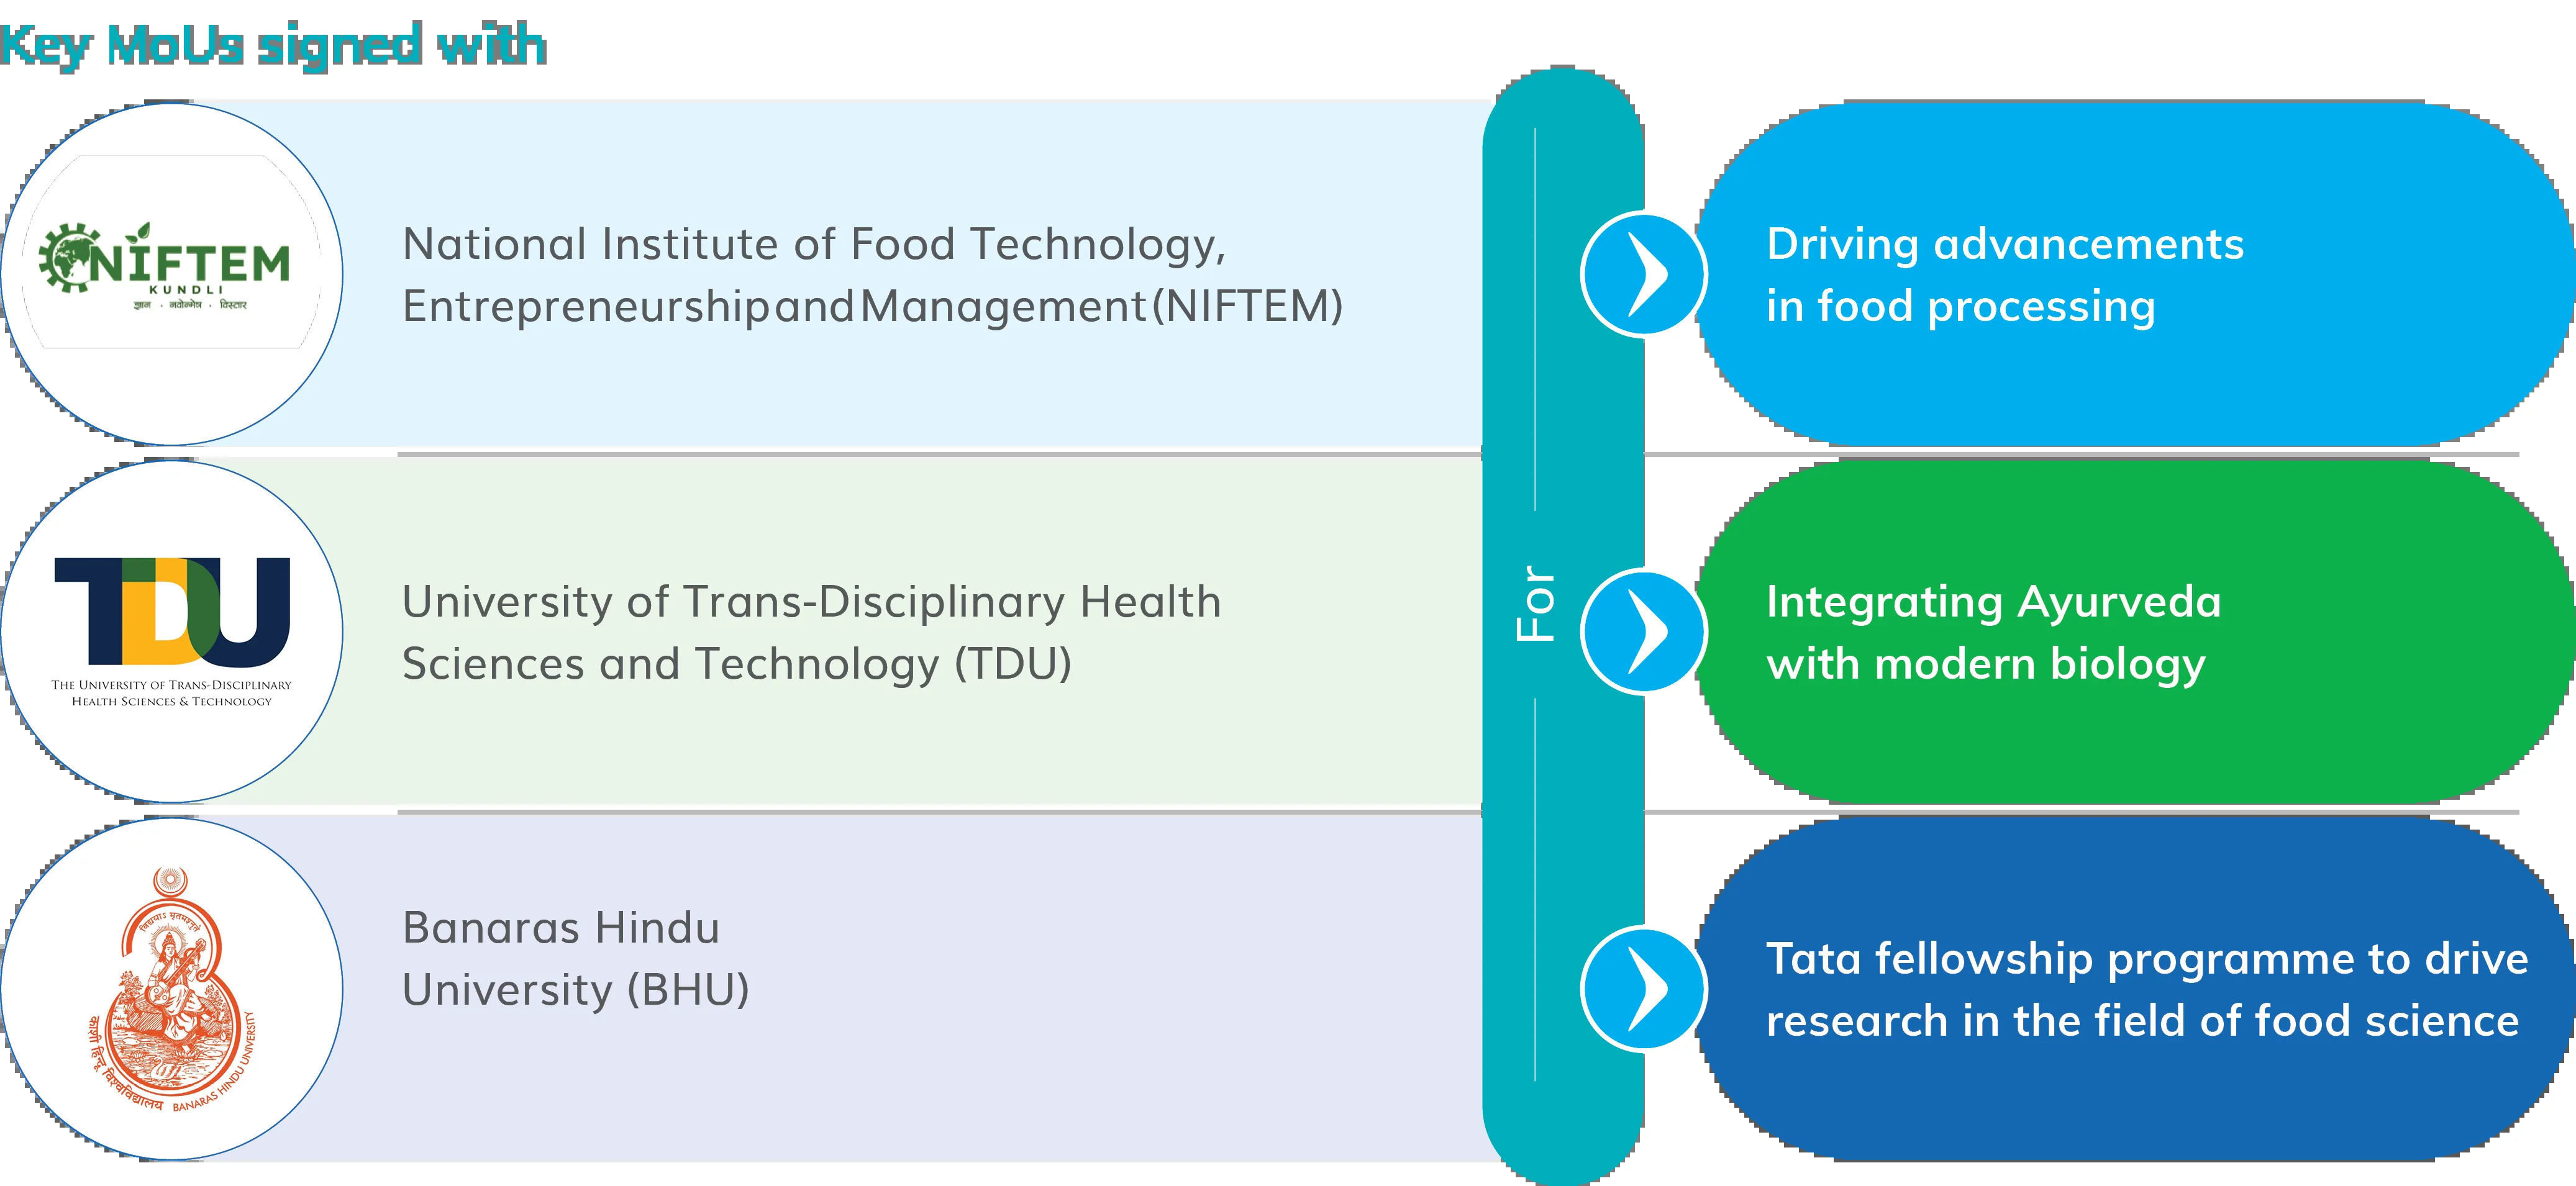 Key MoUs signed with
NIFTEM
KUNDLI
ज्ञान · नवोन्मेष · विस्तार
National Institute of Food Technology,
Entrepreneurship and Management (NIFTEM)
Driving advancements
in food processing
TDU
THE UNIVERSITY OF TRANS-DISCIPLINARY
HEALTH SCIENCES & TECHNOLOGY
University of Trans-Disciplinary Health
Sciences and Technology (TDU)
For
Integrating Ayurveda
with modern biology
विद्ययाऽ मृतमश्नुते
काशी हिन्दू विश्वविद्यालय
BANARAS HINDU UNIVERSITY
Banaras Hindu
University (BHU)
Tata fellowship programme to drive
research in the field of food science